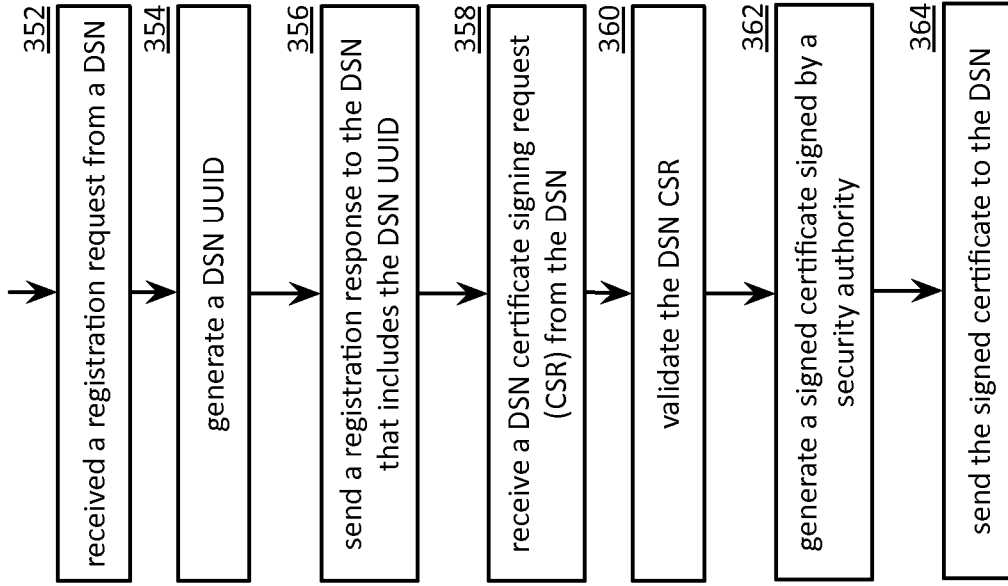 352
received a registration request from a DSN
354
generate a DSN UUID
356
send a registration response to the DSN
that includes the DSN UUID
358
receive a DSN certificate signing request
(CSR) from the DSN
360
validate the DSN CSR
362
generate a signed certificate signed by a
security authority
364
send the signed certificate to the DSN